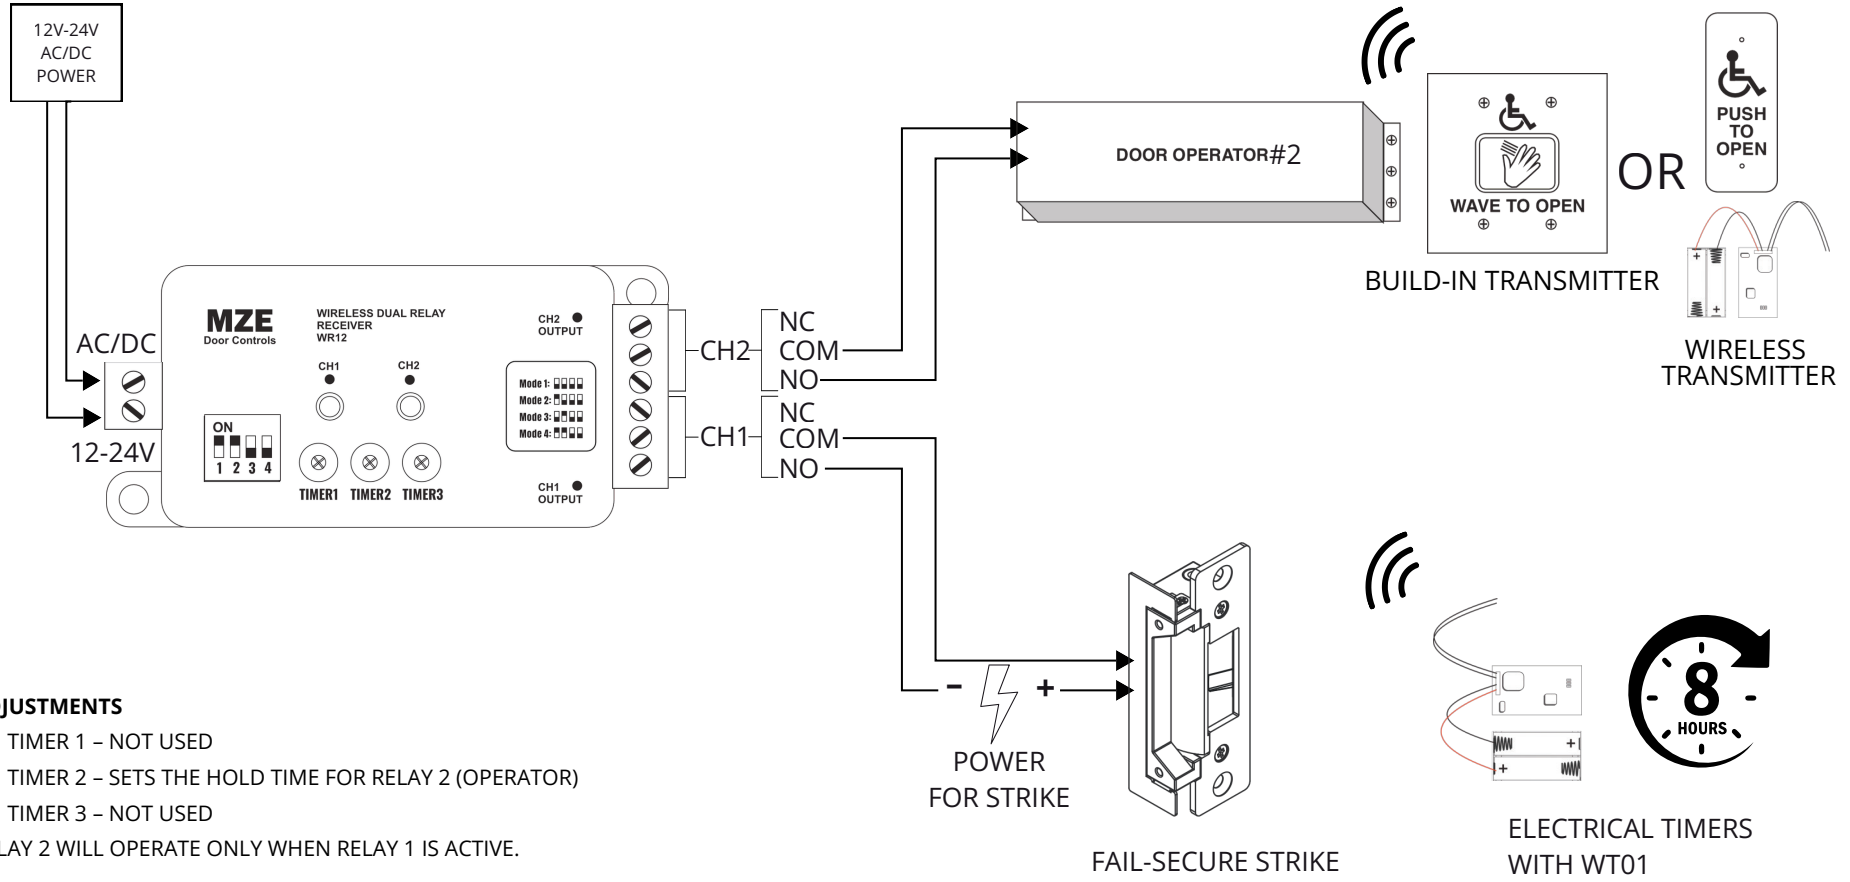 12V-24V
AC/DC
POWER
DOOR OPERATOR#2
WAVE TO OPEN
OR
PUSH
TO
OPEN
BUILD-IN TRANSMITTER
WIRELESS
TRANSMITTER
AC/DC
12-24V
MZE
Door Controls
WIRELESS DUAL RELAY
RECEIVER
WR12
CH1
CH2
ON
1 2 3 4
TIMER1 TIMER2 TIMER3
CH2
OUTPUT
Mode 1:
Mode 2:
Mode 3:
Mode 4:
CH1
OUTPUT
CH2
NC
COM
NO
CH1
NC
COM
NO
- +
POWER
FOR STRIKE
FAIL-SECURE STRIKE
8
HOURS
ELECTRICAL TIMERS
WITH WT01
JUSTMENTS
TIMER 1 – NOT USED
TIMER 2 – SETS THE HOLD TIME FOR RELAY 2 (OPERATOR)
TIMER 3 – NOT USED
LAY 2 WILL OPERATE ONLY WHEN RELAY 1 IS ACTIVE.